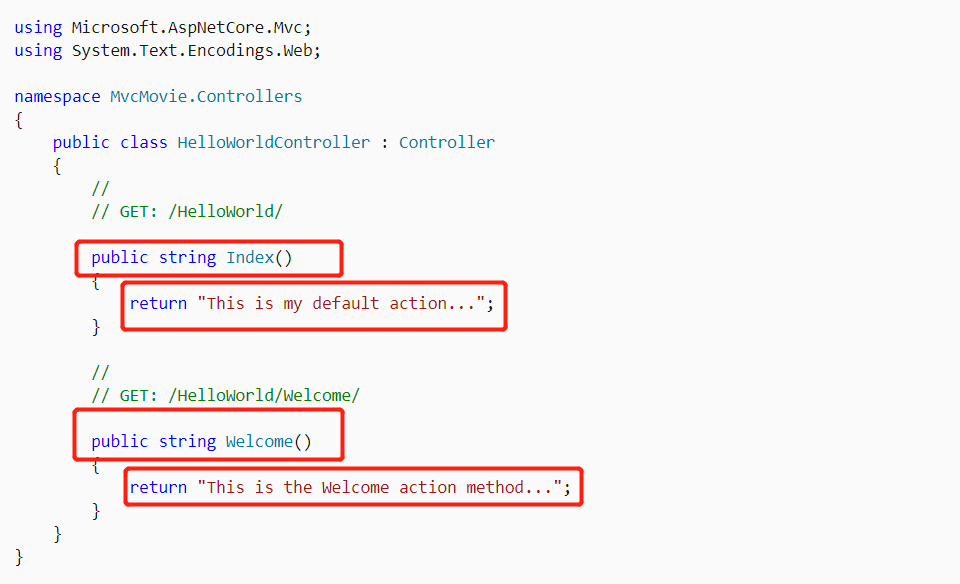 using Microsoft.AspNetCore.Mvc;
using System.Text.Encodings.Web;
namespace MvcMovie.Controllers
{
public class HelloWorldController : Controller
{
//
// GET: /HelloWorld/
public string Index()
{
return "This is my default action...";
}
//
// GET: /HelloWorld/Welcome/
public string Welcome()
{
return "This is the Welcome action method...";
}
}
}